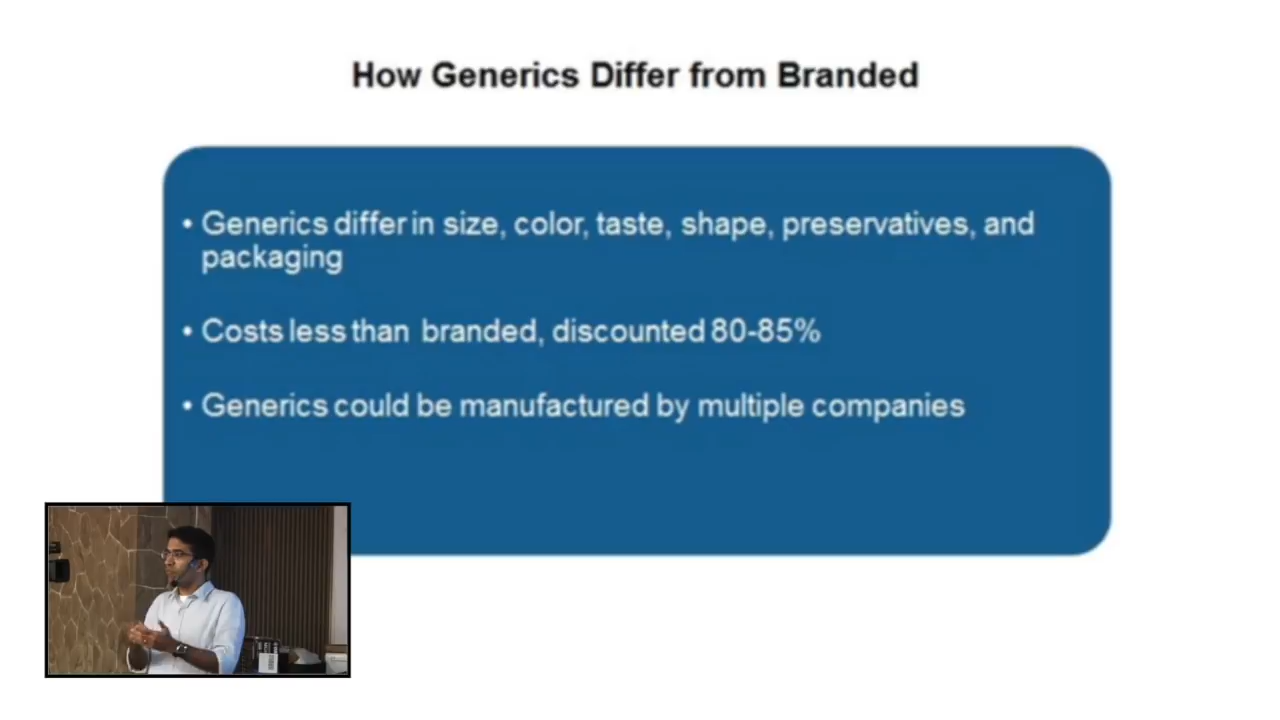 How Generics Differ from Branded
• Generics differ in size, color, taste, shape, preservatives, and
packaging
• Costs less than branded, discounted 80-85%
• Generics could be manufactured by multiple companies